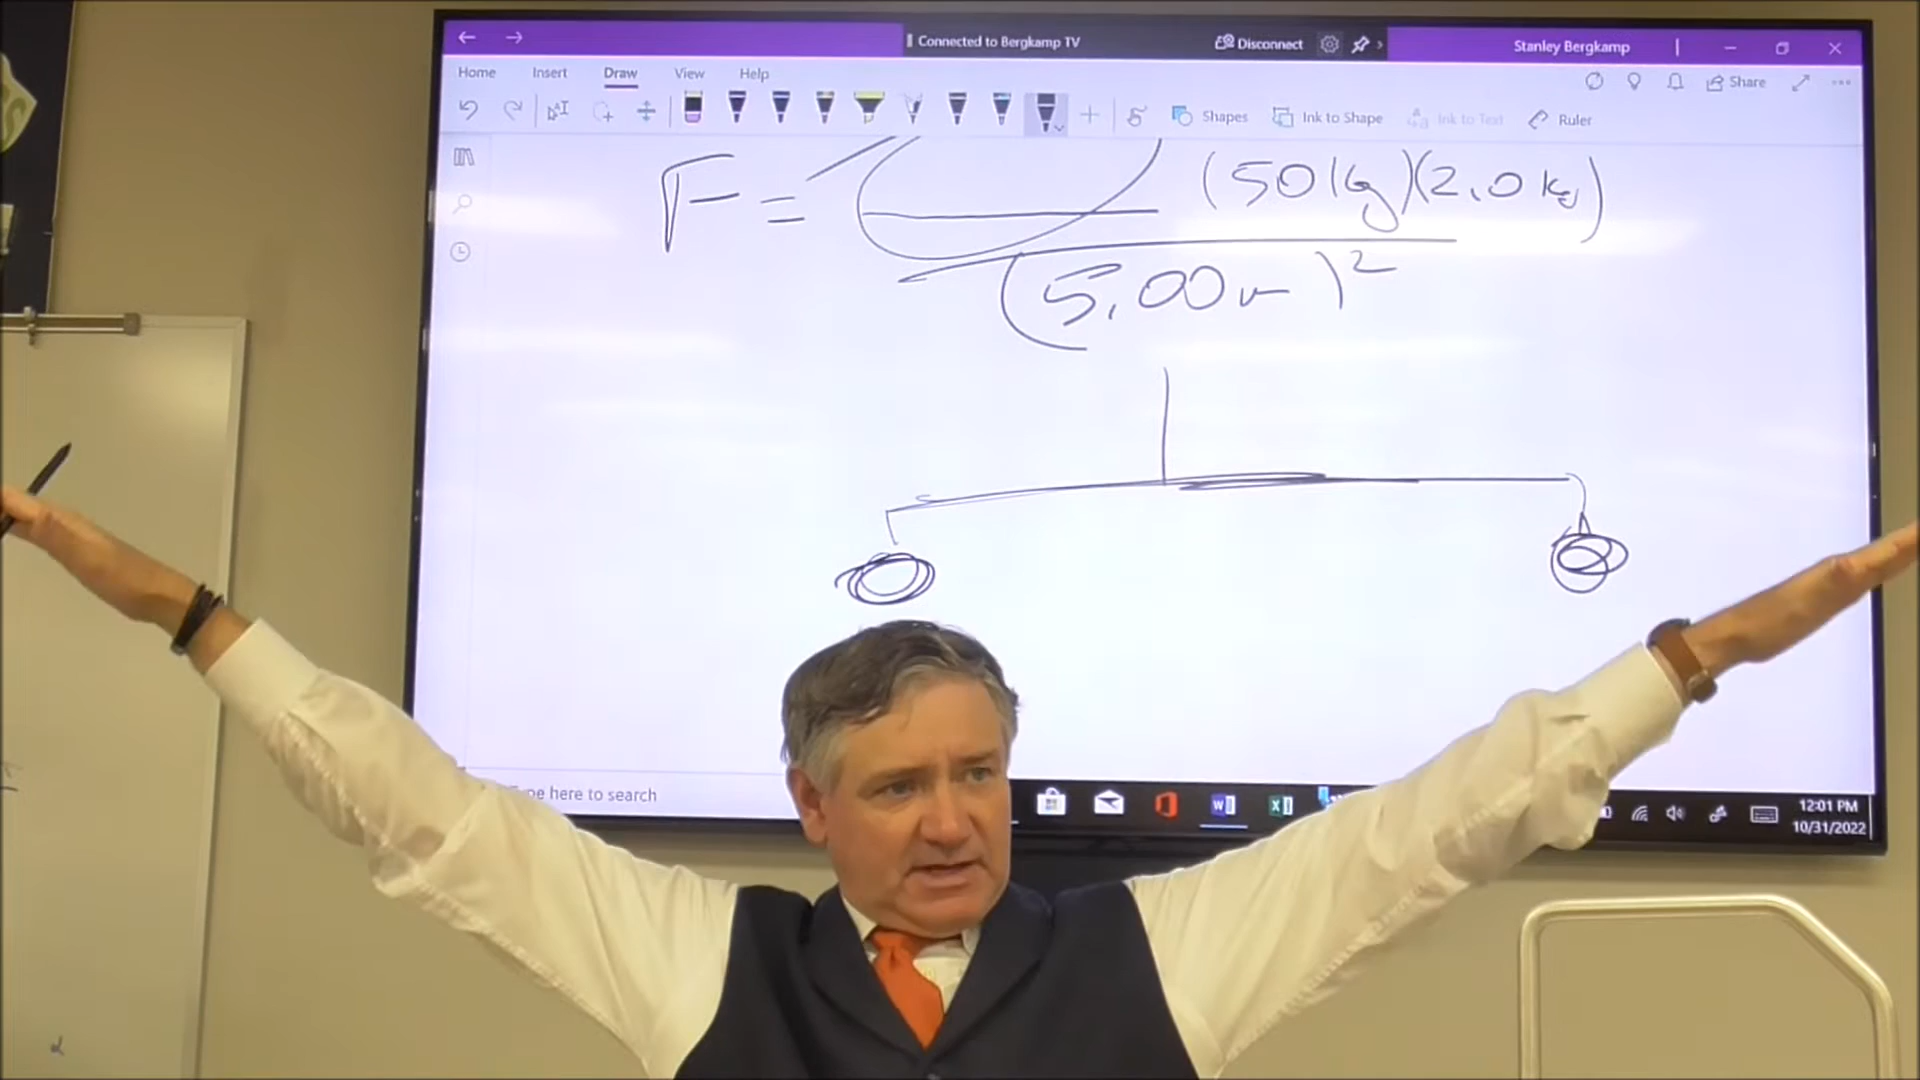 Connected to Bergkamp TV Disconnect Stanley Bergkamp
Home Insert Draw View Help Share
Shapes Ink to Shape Ink to Text Ruler
F = (50 kg)(2.0 kg)
(5.00 m)²
pe here to search
12:01 PM
10/31/2022